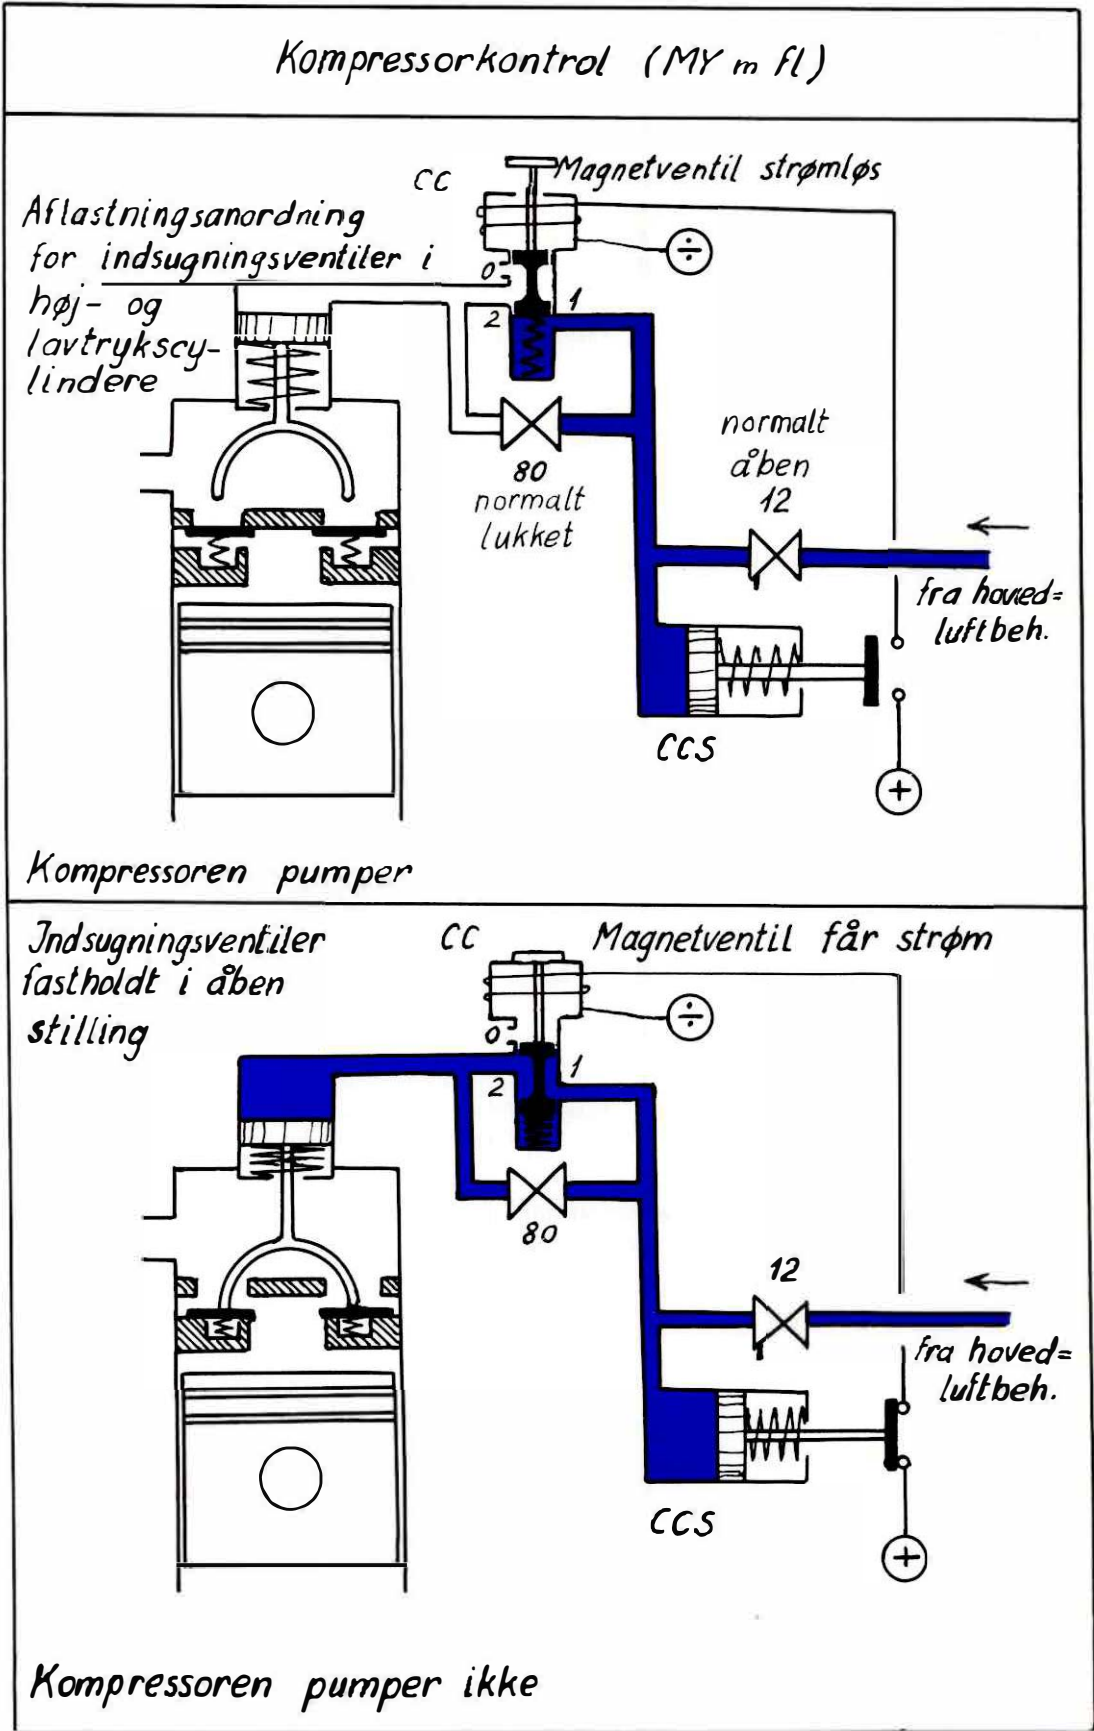 Kompressorkontrol (MY m fl)
CC
Magnetventil strømløs
Aflastningsanordning
for indsugningsventiler i
høj- og
lavtrykscy-
lindere
÷
0
1
2
80
normalt
lukket
normalt
åben
12
fra hoved=
luftbeh.
CCS
+
Kompressoren pumper
Indsugningsventiler
fastholdt i åben
stilling
CC
Magnetventil får strøm
÷
0
1
2
80
12
fra hoved=
luftbeh.
CCS
+
Kompressoren pumper ikke